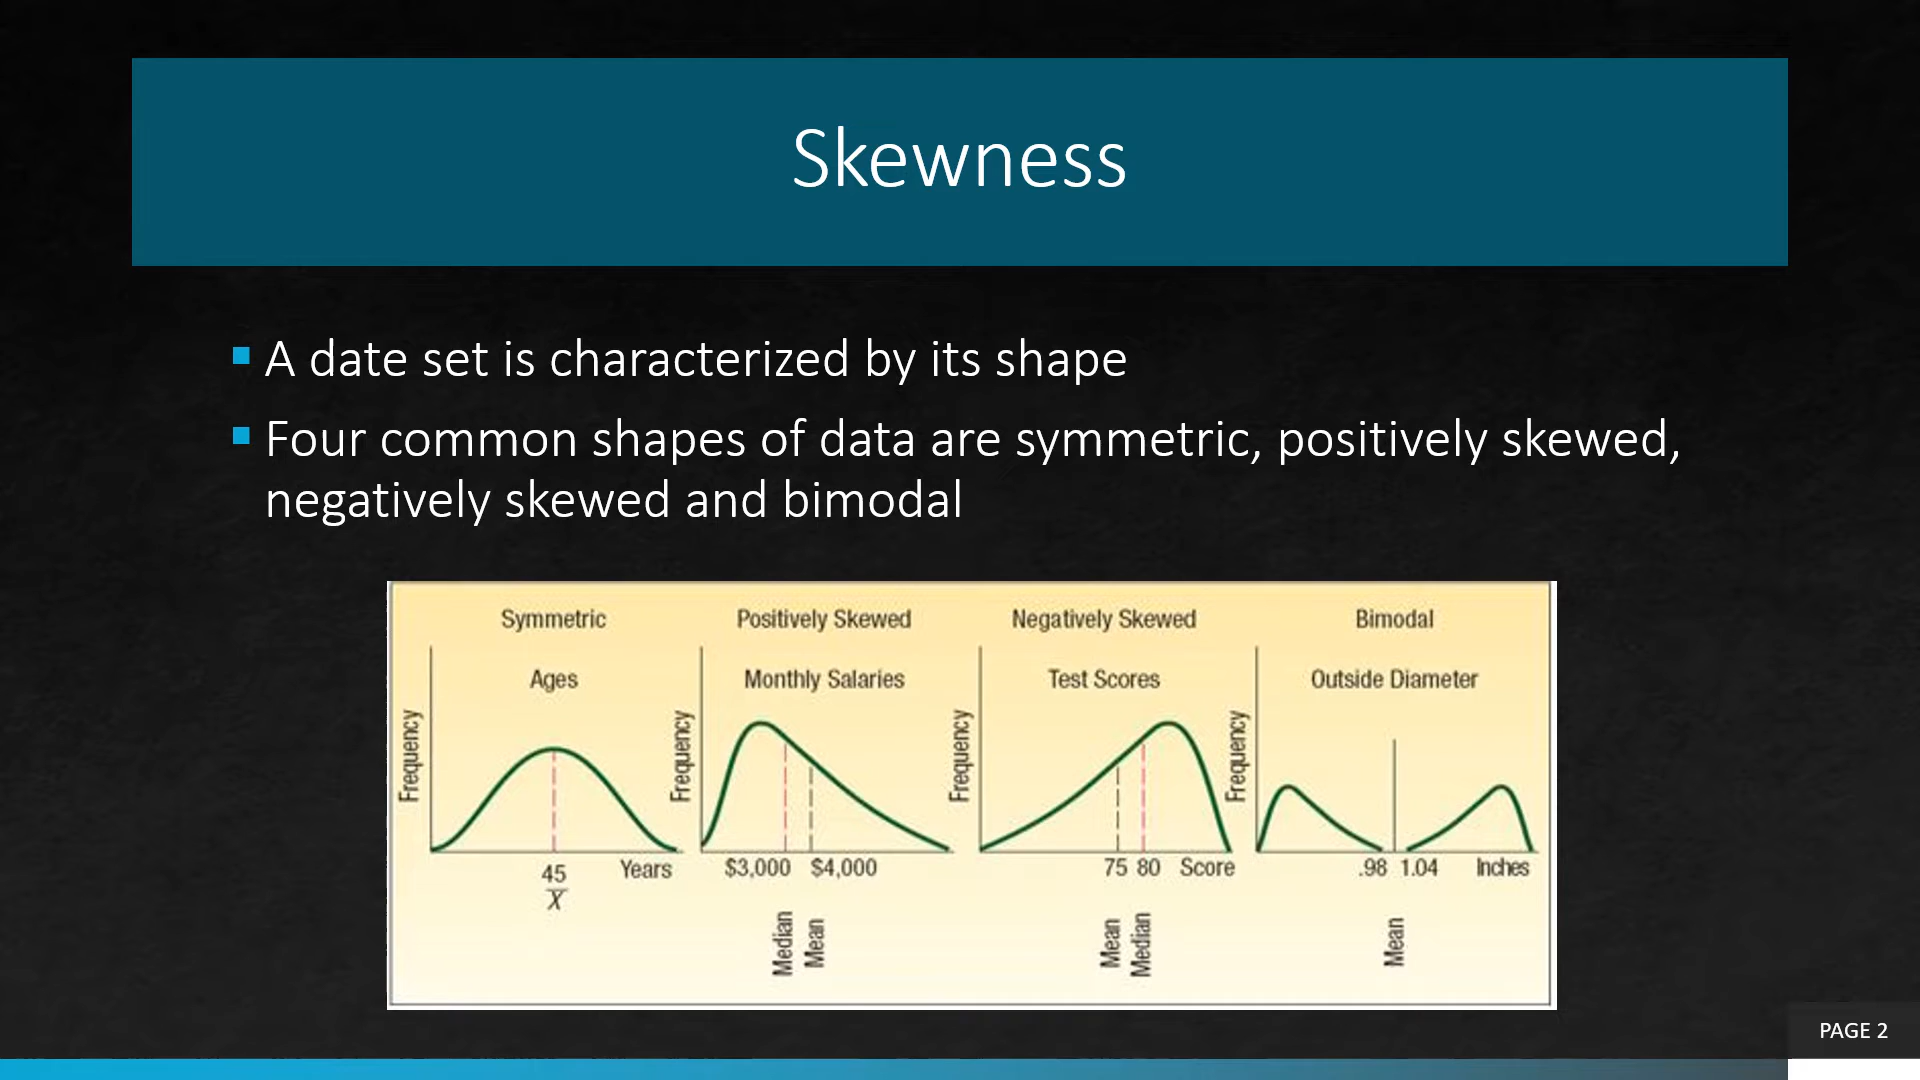 Skewness
A date set is characterized by its shape
Four common shapes of data are symmetric, positively skewed,
negatively skewed and bimodal
Symmetric
Positively Skewed
Negatively Skewed
Bimodal
Ages
Monthly Salaries
Test Scores
Outside Diameter
Frequency
Frequency
Frequency
Frequency
45
X
Years
$3,000 $4,000
75 80 Score
.98 1.04 Inches
Median
Mean
Mean
Median
Mean
PAGE 2